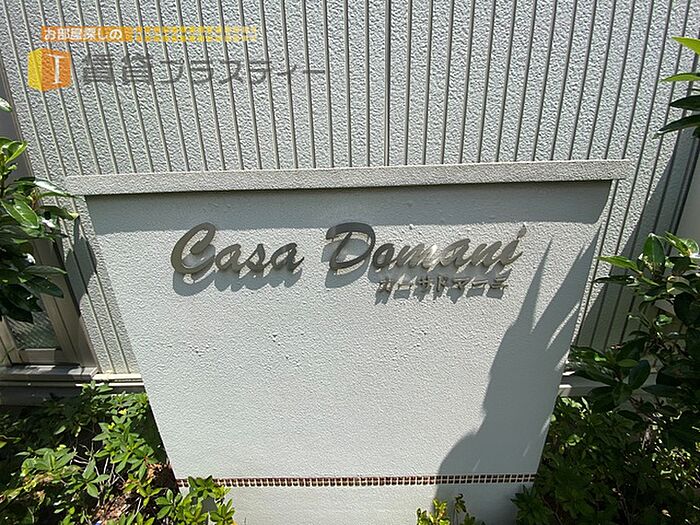 お部屋探しの
賃貸プラスティー
Casa Domani
カーサドマーニ